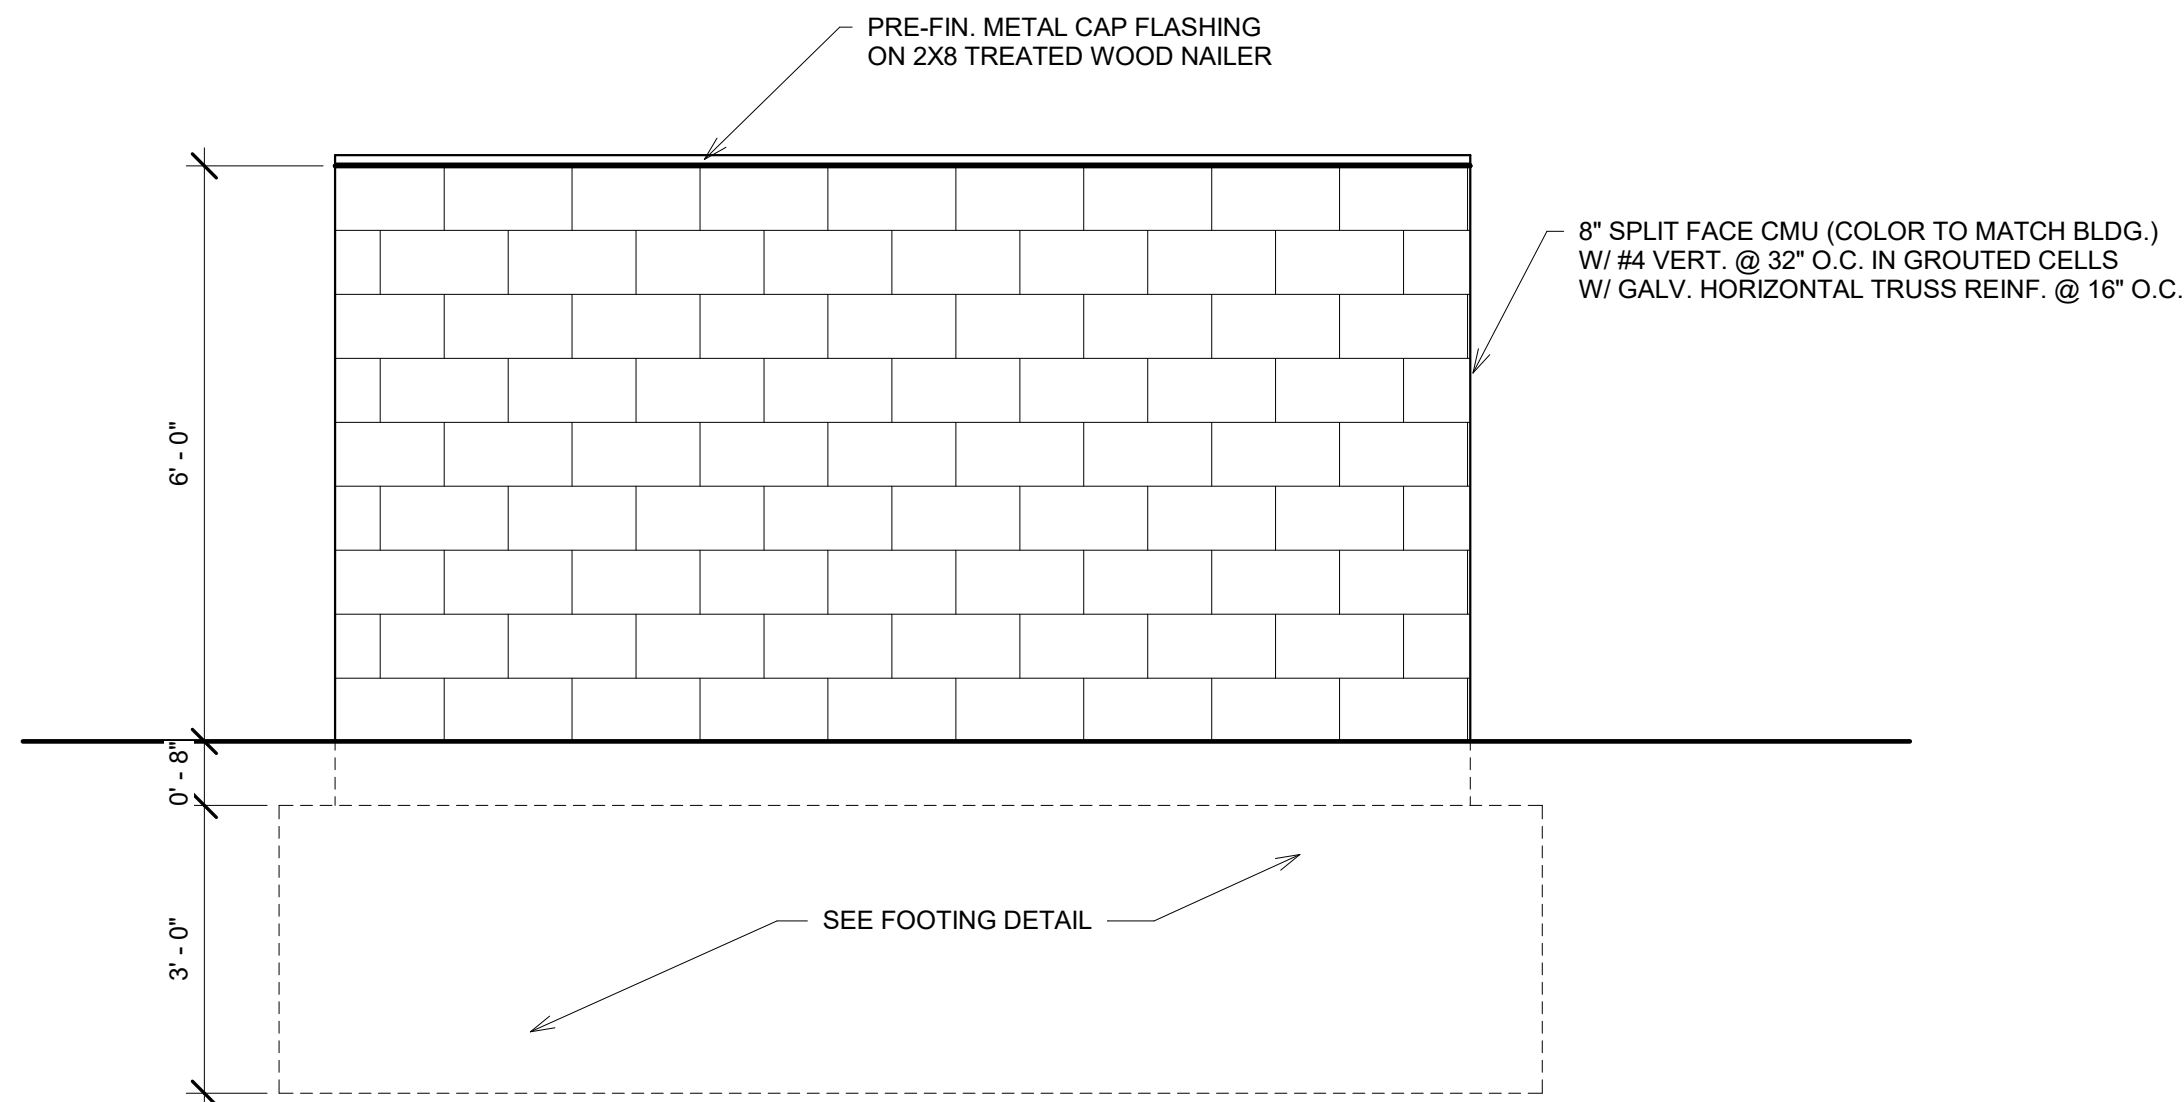 PRE-FIN. METAL CAP FLASHING
ON 2X8 TREATED WOOD NAILER
8" SPLIT FACE CMU (COLOR TO MATCH BLDG.)
W/ #4 VERT. @ 32" O.C. IN GROUTED CELLS
W/ GALV. HORIZONTAL TRUSS REINF. @ 16" O.C.
6' - 0"
0' - 8"
3' - 0"
SEE FOOTING DETAIL